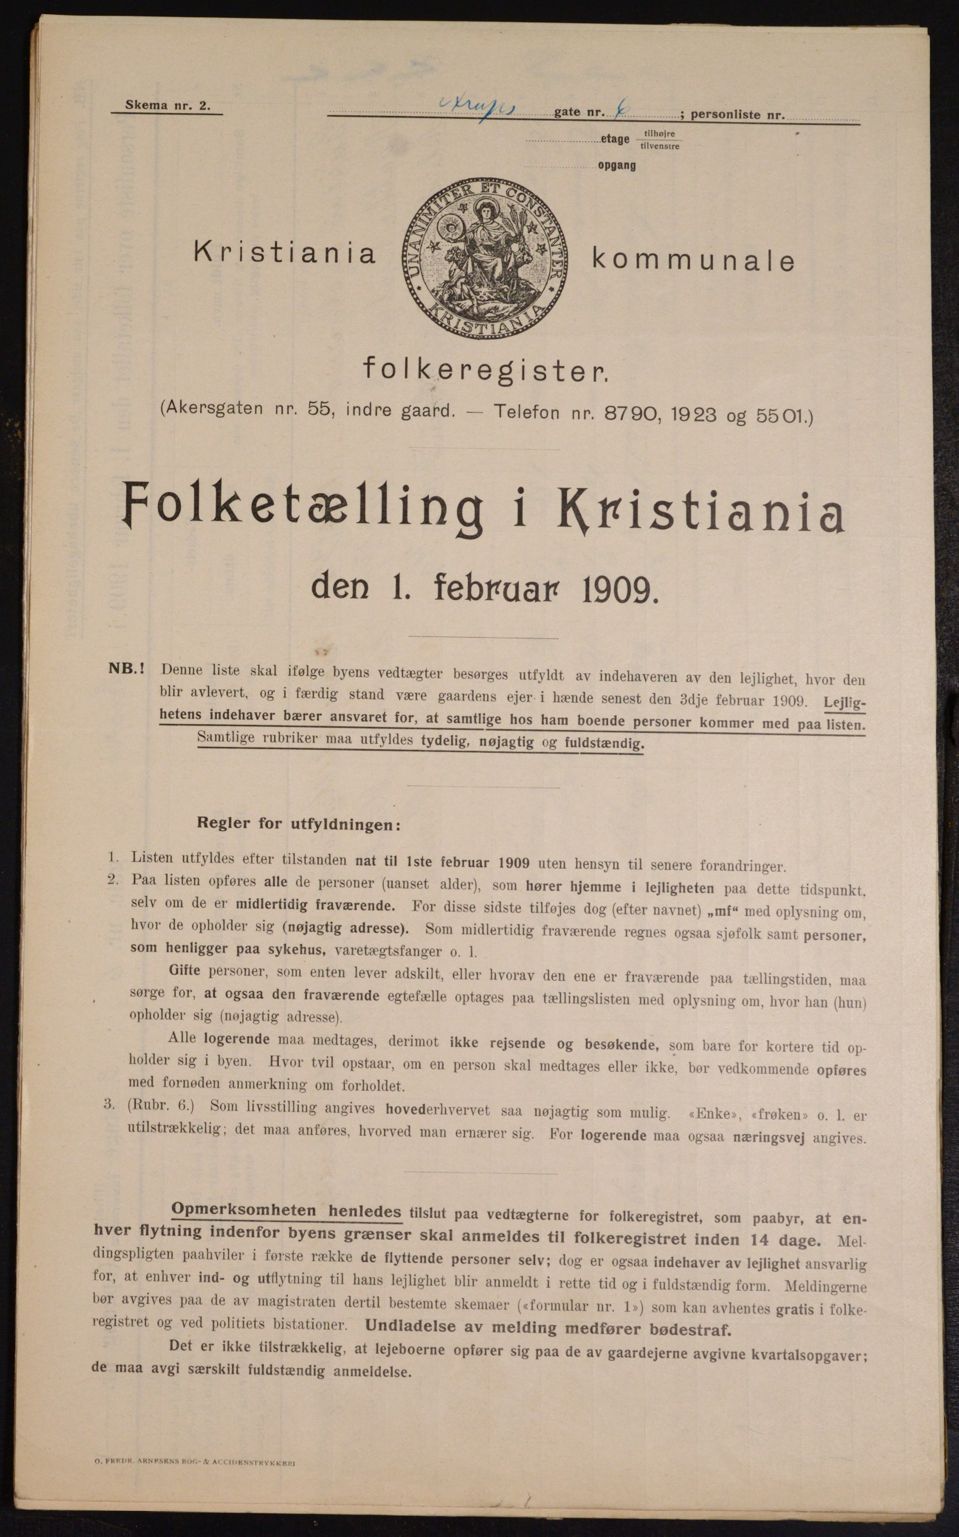 Skema nr. 2.
Arups gate nr. 6 ; personliste nr.
etage tilhøjre
tilvenstre
opgang
UNANIMITER ET CONSTANTER
KRISTIANIA
Kristiania kommunale
folkeregister.
(Akersgaten nr. 55, indre gaard. — Telefon nr. 8790, 1923 og 5501.)
Folketælling i Kristiania
den 1. februar 1909.
NB.! Denne liste skal ifølge byens vedtægter besørges utfyldt av indehaveren av den lejlighet, hvor den
blir avlevert, og i færdig stand være gaardens ejer i hænde senest den 3dje februar 1909. Lejlig-
hetens indehaver bærer ansvaret for, at samtlige hos ham boende personer kommer med paa listen.
Samtlige rubriker maa utfyldes tydelig, nøjagtig og fuldstændig.
Regler for utfyldningen:
1. Listen utfyldes efter tilstanden nat til 1ste februar 1909 uten hensyn til senere forandringer.
2. Paa listen opføres alle de personer (uanset alder), som hører hjemme i lejligheten paa dette tidspunkt,
selv om de er midlertidig fraværende. For disse sidste tilføjes dog (efter navnet) „mf“ med oplysning om,
hvor de opholder sig (nøjagtig adresse). Som midlertidig fraværende regnes ogsaa sjøfolk samt personer,
som henligger paa sykehus, varetægtsfanger o. l.
Gifte personer, som enten lever adskilt, eller hvorav den ene er fraværende paa tællingstiden, maa
sørge for, at ogsaa den fraværende egtefælle optages paa tællingslisten med oplysning om, hvor han (hun)
opholder sig (nøjagtig adresse).
Alle logerende maa medtages, derimot ikke rejsende og besøkende, som bare for kortere tid op-
holder sig i byen. Hvor tvil opstaar, om en person skal medtages eller ikke, bør vedkommende opføres
med fornøden anmerkning om forholdet.
3. (Rubr. 6.) Som livsstilling angives hovederhvervet saa nøjagtig som mulig. «Enke», «frøken» o. l. er
utilstrækkelig; det maa anføres, hvorved man ernærer sig. For logerende maa ogsaa næringsvej angives.
Opmerksomheten henledes tilslut paa vedtægterne for folkeregistret, som paabyr, at en-
hver flytning indenfor byens grænser skal anmeldes til folkeregistret inden 14 dage. Mel-
dingspligten paahviler i første række de flyttende personer selv; dog er ogsaa indehaver av lejlighet ansvarlig
for, at enhver ind- og utflytning til hans lejlighet blir anmeldt i rette tid og i fuldstændig form. Meldingerne
bør avgives paa de av magistraten dertil bestemte skemaer («formular nr. 1») som kan avhentes gratis i folke-
registret og ved politiets bistationer. Undladelse av melding medfører bødestraf.
Det er ikke tilstrækkelig, at lejeboerne opfører sig paa de av gaardejerne avgivne kvartalsopgaver;
de maa avgi særskilt fuldstændig anmeldelse.
O. FREDR. ARNESENS BOG- & ACCIDENSTRYKKERI